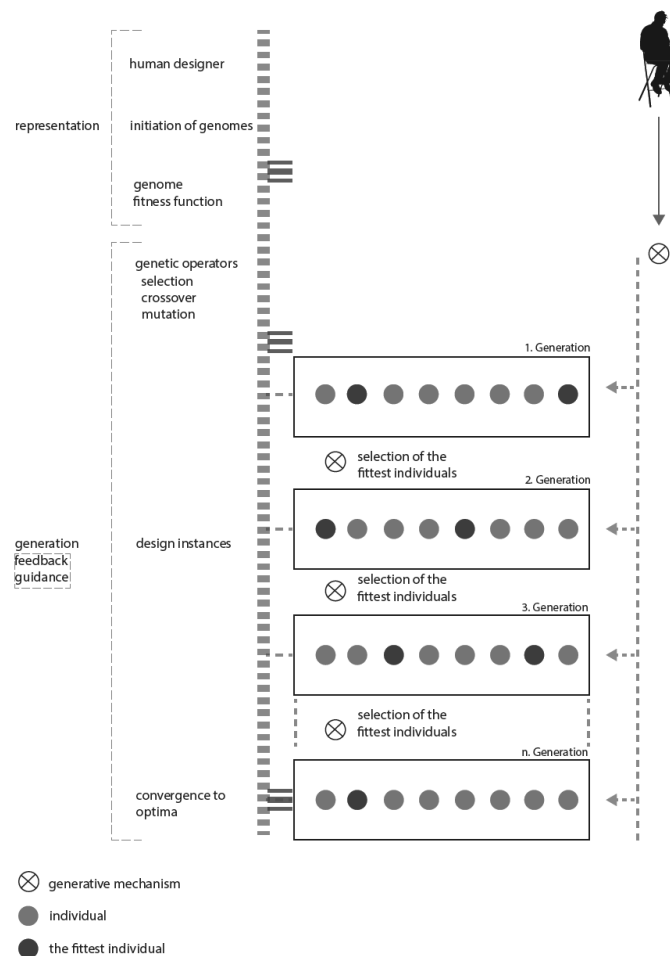 human designer
representation
initiation of genomes
genome
fitness function
genetic operators
selection
crossover
mutation
1. Generation
selection of the
fittest individuals
2. Generation
generation
feedback
guidance
design instances
selection of the
fittest individuals
3. Generation
selection of the
fittest individuals
n. Generation
convergence to
optima
generative mechanism
individual
the fittest individual